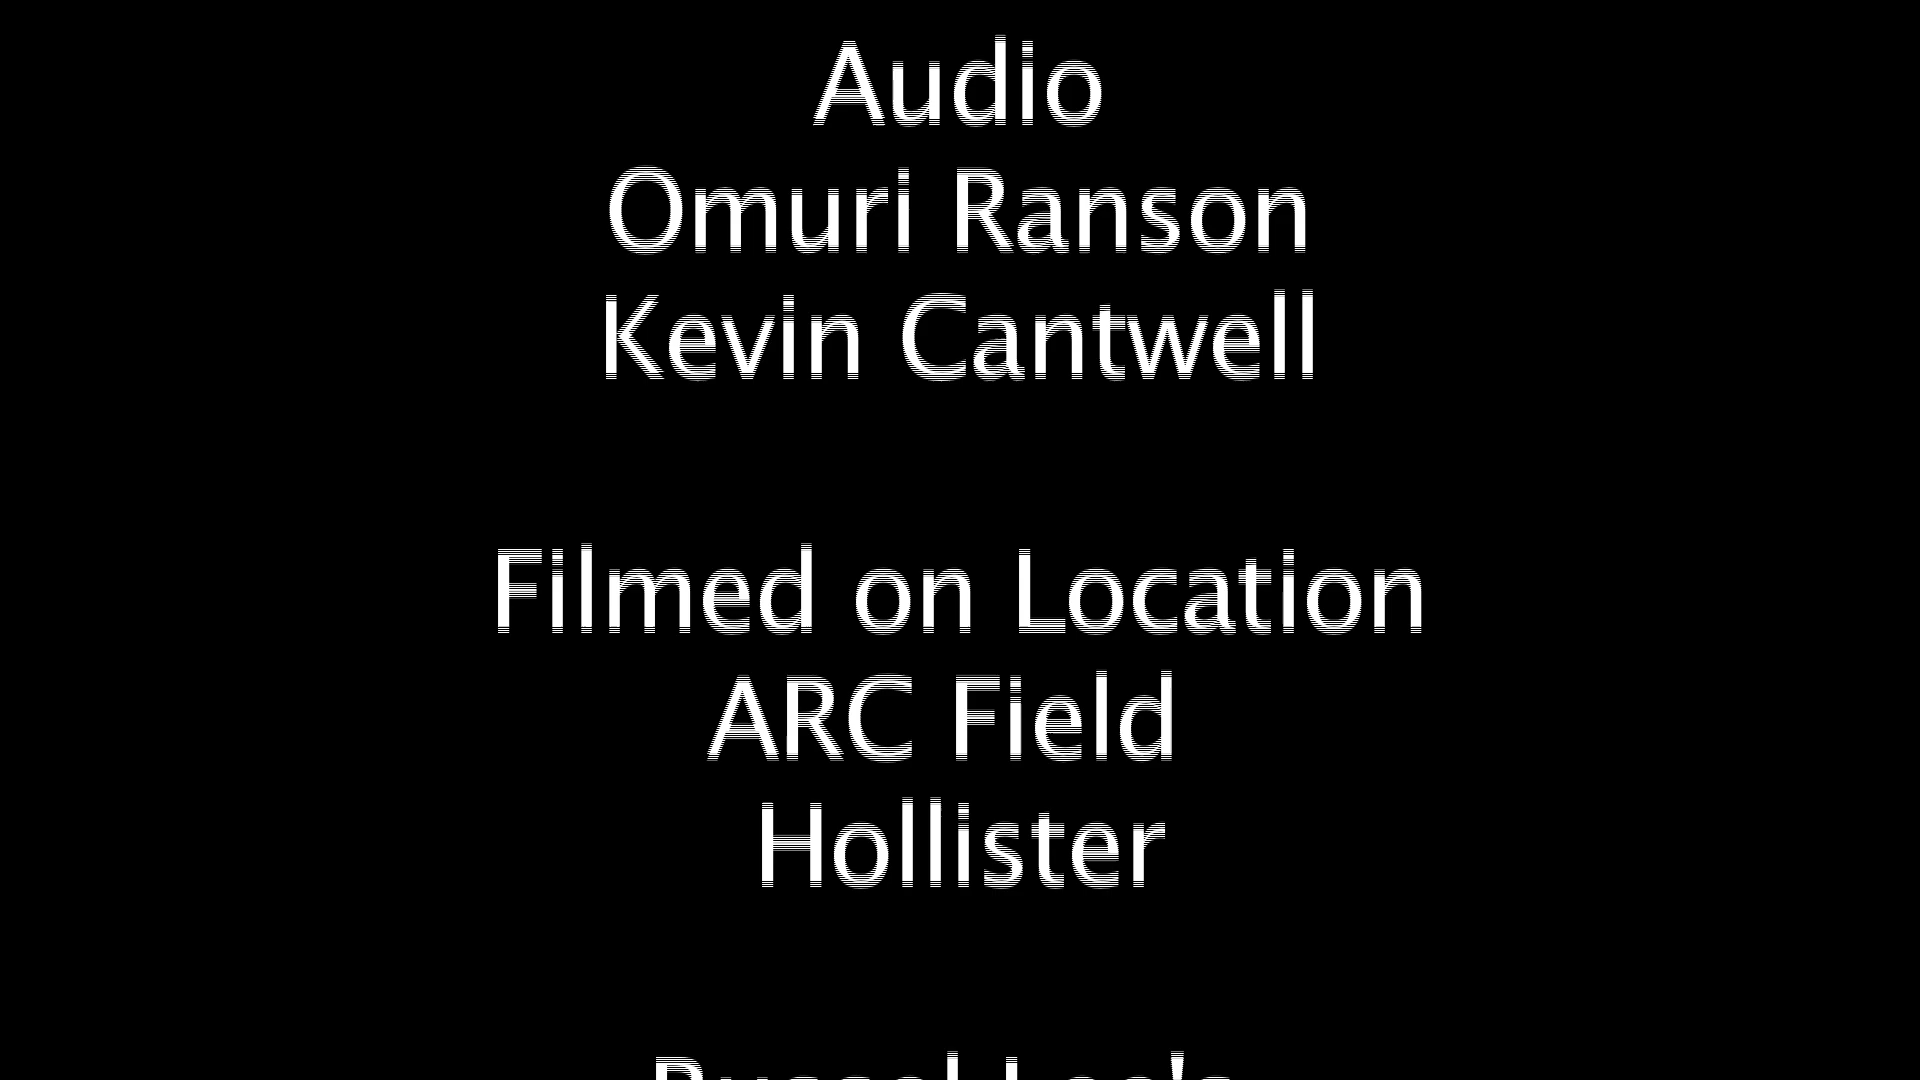 Audio
Omuri Ranson
Kevin Cantwell
Filmed on Location
ARC Field
Hollister